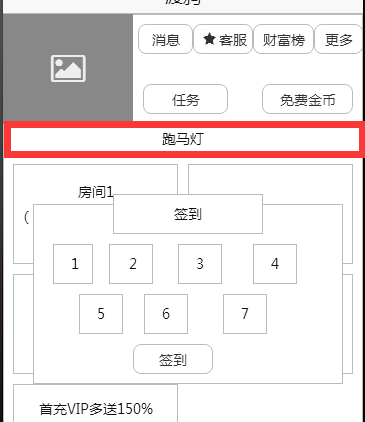 消息 ★ 客服 财富榜 更多
任务 免费金币
跑马灯
房间1
(
签到
1 2 3 4
5 6 7
签到
首充VIP多送150%